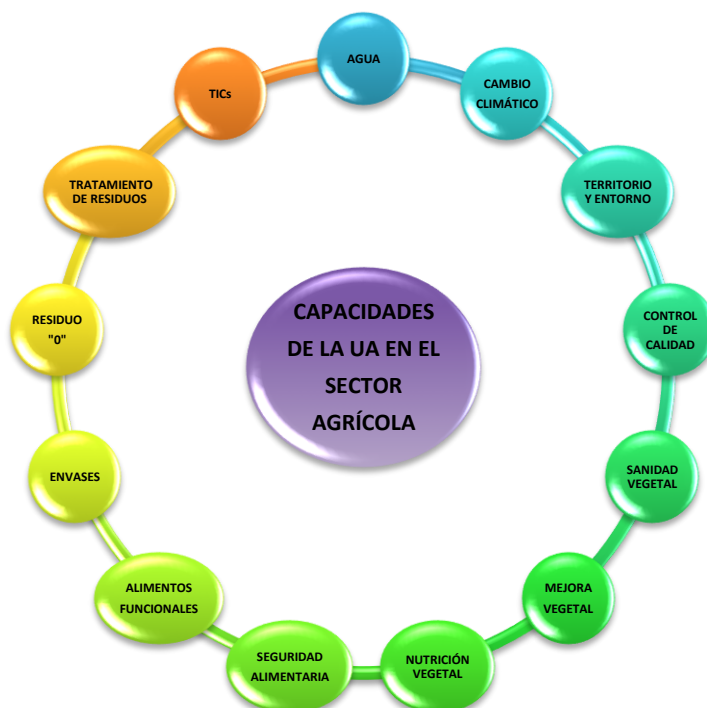 AGUA
CAMBIO
CLIMÁTICO
TERRITORIO
Y ENTORNO
CONTROL
DE
CALIDAD
SANIDAD
VEGETAL
MEJORA
VEGETAL
NUTRICIÓN
VEGETAL
SEGURIDAD
ALIMENTARIA
ALIMENTOS
FUNCIONALES
ENVASES
RESIDUO
"0"
TRATAMIENTO
DE RESIDUOS
TICs
CAPACIDADES
DE LA UA EN EL
SECTOR
AGRÍCOLA